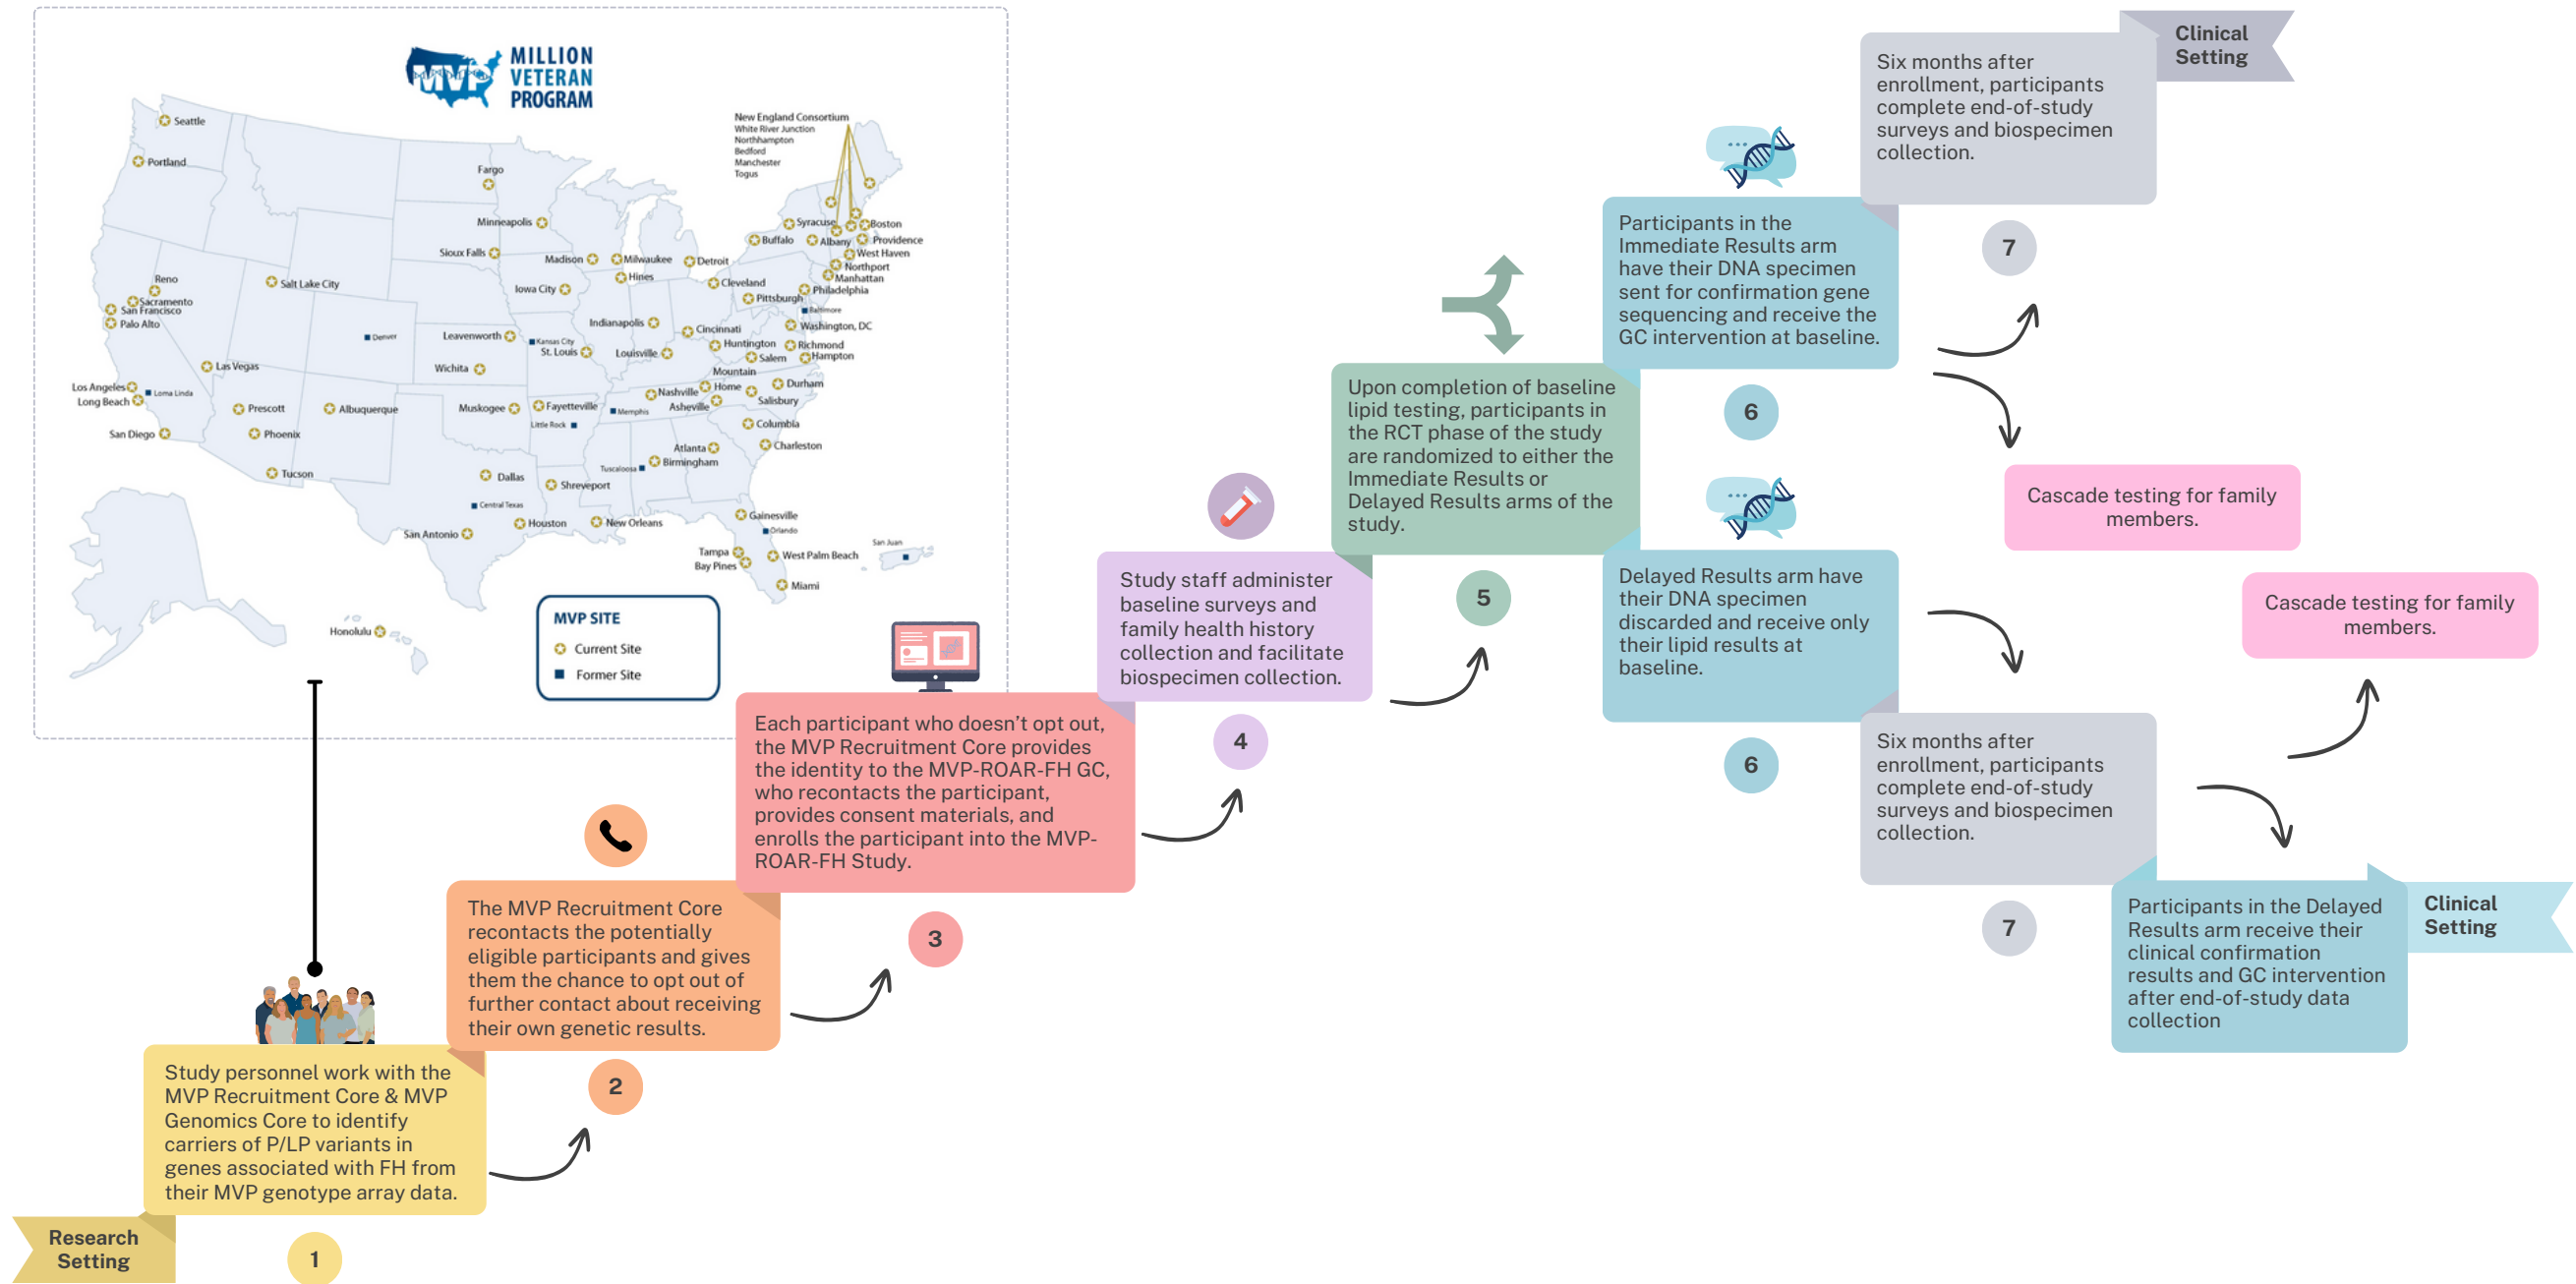 MVP
MILLION
VETERAN
PROGRAM
New England Consortium
White River Junction
Northhampton
Bedford
Manchester
Togus
Seattle
Portland
Fargo
Minneapolis
Sioux Falls
Madison
Milwaukee
Detroit
Hines
Iowa City
Syracuse
Boston
Buffalo
Albany
Providence
West Haven
Northport
Manhattan
Cleveland
Philadelphia
Pittsburgh
Baltimore
Washington, DC
Reno
Sacramento
San Francisco
Palo Alto
Salt Lake City
Denver
Leavenworth
Kansas City
St. Louis
Indianapolis
Cincinnati
Louisville
Huntington
Richmond
Salem
Hampton
Wichita
Las Vegas
Los Angeles
Loma Linda
Long Beach
Prescott
Albuquerque
Muskogee
Fayetteville
Memphis
Little Rock
Nashville
Mountain
Home
Asheville
Durham
Salisbury
San Diego
Phoenix
Tucson
Columbia
Charleston
Atlanta
Birmingham
Tuscaloosa
Dallas
Shreveport
Central Texas
San Antonio
Houston
New Orleans
Gainesville
Orlando
Tampa
Bay Pines
West Palm Beach
Miami
San Juan
Honolulu
MVP SITE
Current Site
Former Site
Research
Setting
Study personnel work with the
MVP Recruitment Core & MVP
Genomics Core to identify
carriers of P/LP variants in
genes associated with FH from
their MVP genotype array data.
1
The MVP Recruitment Core
recontacts the potentially
eligible participants and gives
them the chance to opt out of
further contact about receiving
their own genetic results.
2
Each participant who doesn't opt out,
the MVP Recruitment Core provides
the identity to the MVP-ROAR-FH GC,
who recontacts the participant,
provides consent materials, and
enrolls the participant into the MVP-
ROAR-FH Study.
3
Study staff administer
baseline surveys and
family health history
collection and facilitate
biospecimen collection.
4
Upon completion of baseline
lipid testing, participants in
the RCT phase of the study
are randomized to either the
Immediate Results or
Delayed Results arms of the
study.
5
Participants in the
Immediate Results arm
have their DNA specimen
sent for confirmation gene
sequencing and receive the
GC intervention at baseline.
6
Six months after
enrollment, participants
complete end-of-study
surveys and biospecimen
collection.
7
Clinical
Setting
Cascade testing for family
members.
Delayed Results arm have
their DNA specimen
discarded and receive only
their lipid results at
baseline.
6
Six months after
enrollment, participants
complete end-of-study
surveys and biospecimen
collection.
7
Cascade testing for family
members.
Participants in the Delayed
Results arm receive their
clinical confirmation
results and GC intervention
after end-of-study data
collection
Clinical
Setting